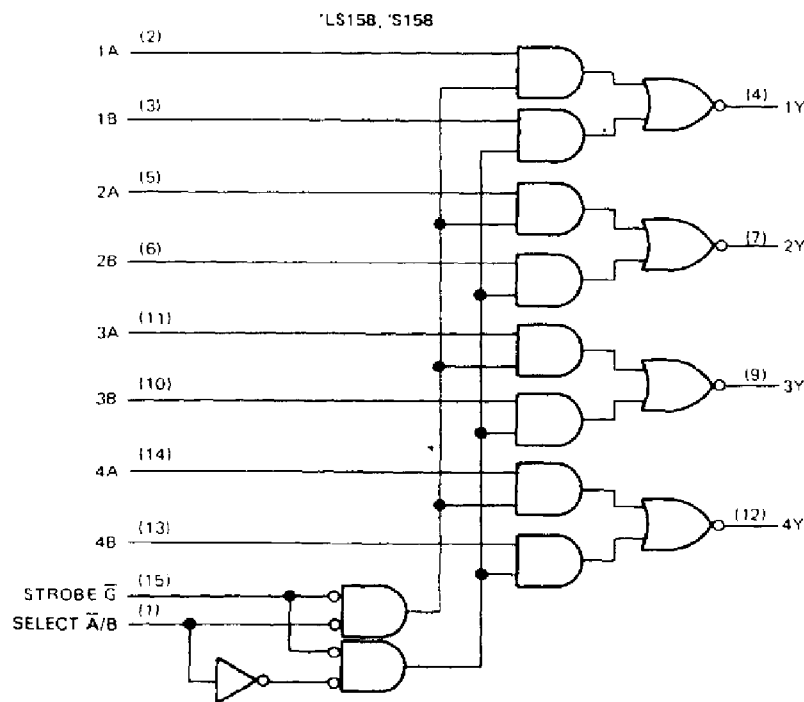 'LS158, 'S158
1A (2)
(4) 1Y
1B (3)
2A (5)
(7) 2Y
2B (6)
3A (11)
(9) 3Y
3B (10)
4A (14)
(12) 4Y
4B (13)
STROBE G̅ (15)
SELECT A̅/B (1)